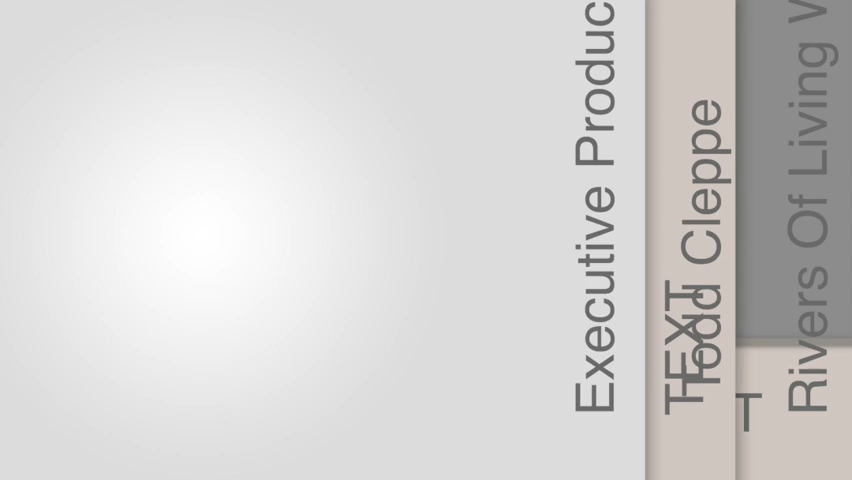 Executive Produc
TEXT
Todd Cleppe
T
Rivers Of Living